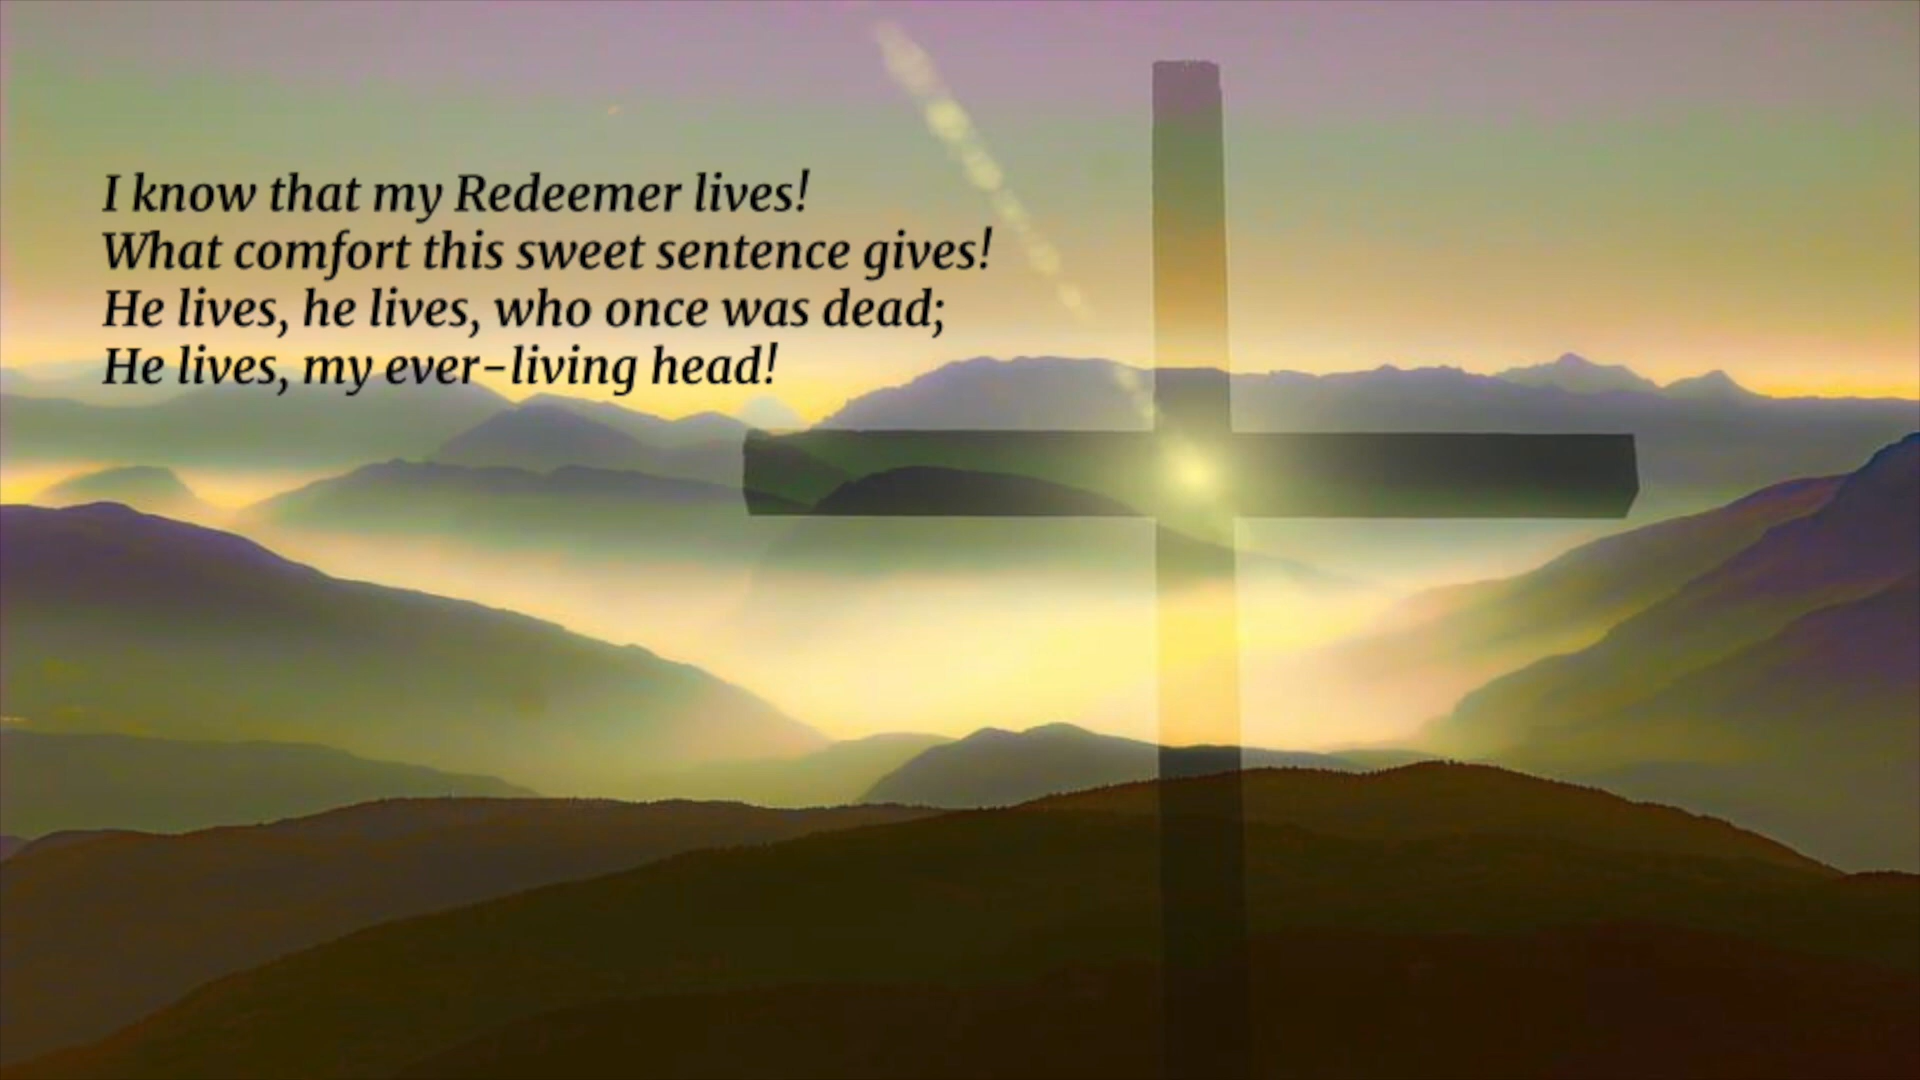 I know that my Redeemer lives!
What comfort this sweet sentence gives!
He lives, he lives, who once was dead;
He lives, my ever-living head!